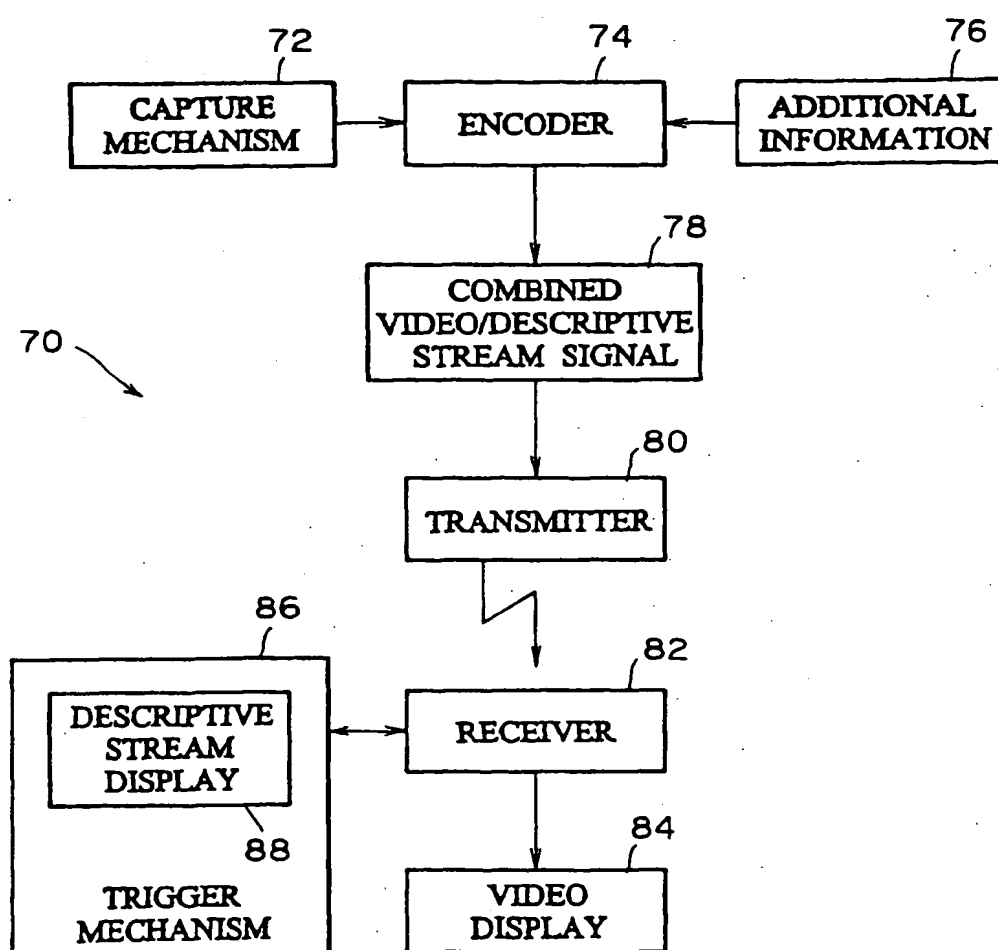 72
74
76
CAPTURE
MECHANISM
ENCODER
ADDITIONAL
INFORMATION
78
COMBINED
VIDEO/DESCRIPTIVE
STREAM SIGNAL
70
80
TRANSMITTER
86
82
DESCRIPTIVE
STREAM
DISPLAY
RECEIVER
88
84
TRIGGER
MECHANISM
VIDEO
DISPLAY